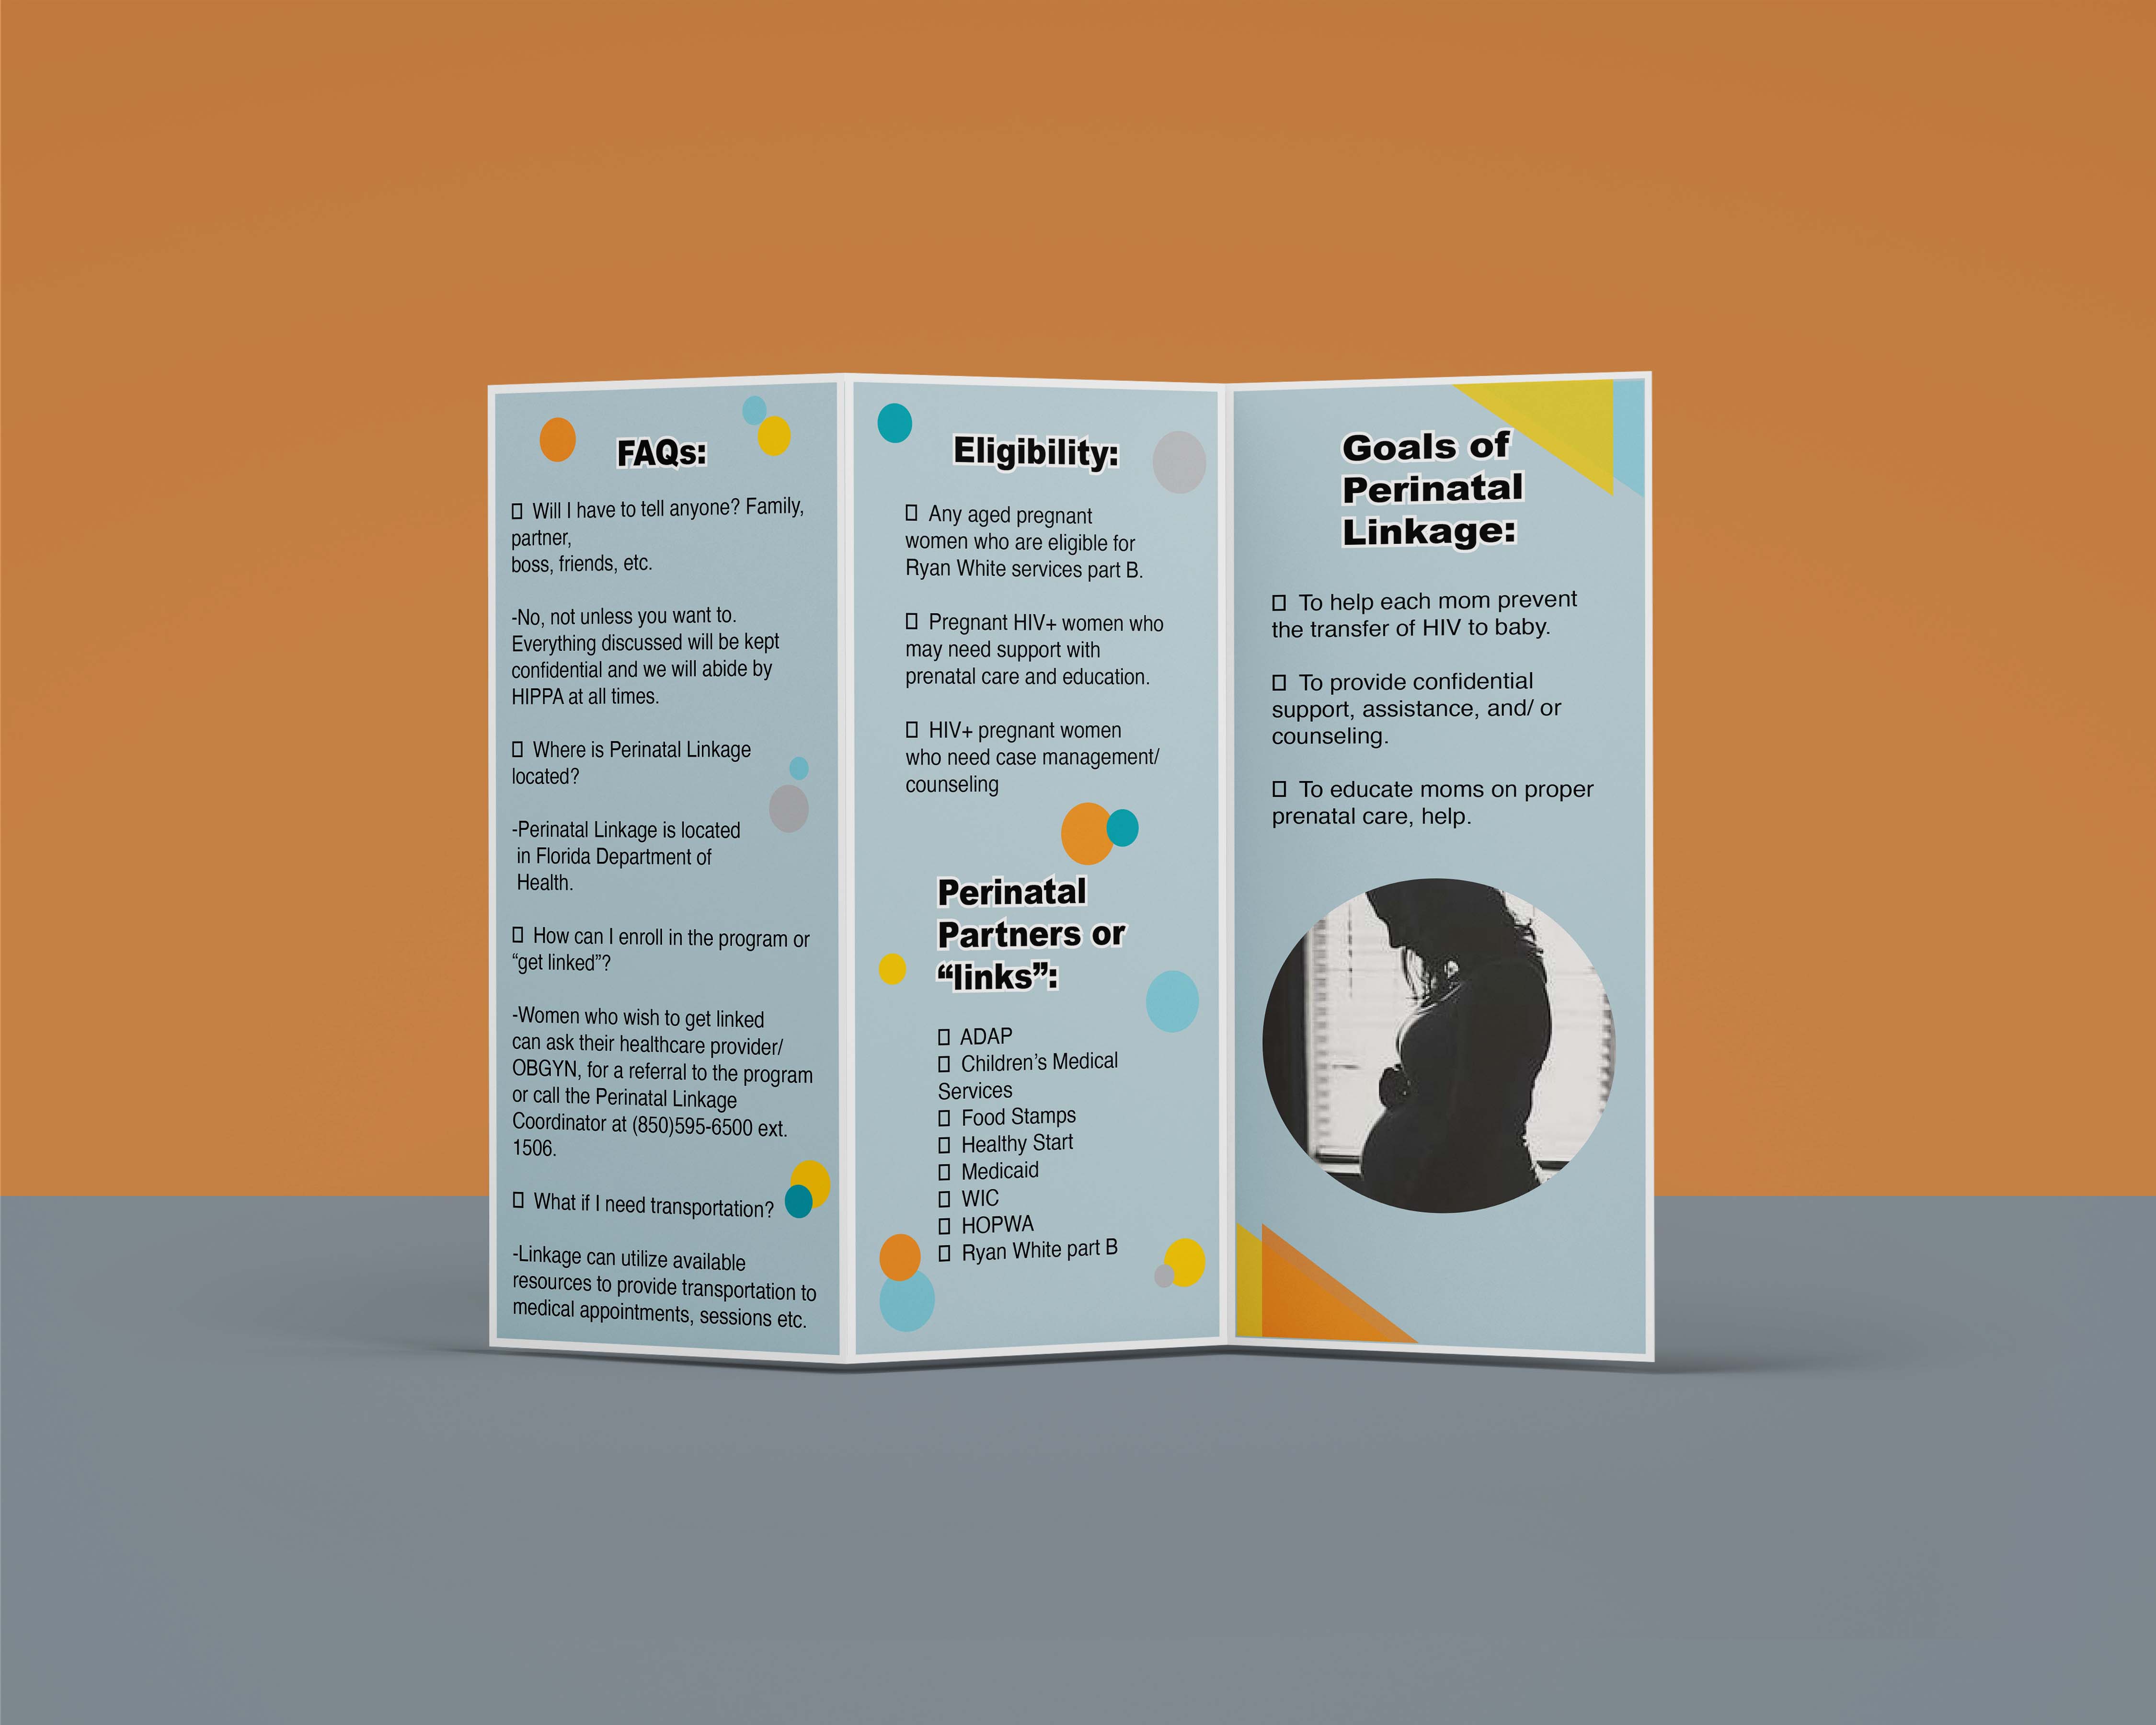 FAQs:
☐ Will I have to tell anyone? Family,
partner,
boss, friends, etc.
-No, not unless you want to.
Everything discussed will be kept
confidential and we will abide by
HIPPA at all times.
☐ Where is Perinatal Linkage
located?
-Perinatal Linkage is located
in Florida Department of
Health.
☐ How can I enroll in the program or
“get linked”?
-Women who wish to get linked
can ask their healthcare provider/
OBGYN, for a referral to the program
or call the Perinatal Linkage
Coordinator at (850)595-6500 ext.
1506.
☐ What if I need transportation?
-Linkage can utilize available
resources to provide transportation to
medical appointments, sessions etc.
Eligibility:
☐ Any aged pregnant
women who are eligible for
Ryan White services part B.
☐ Pregnant HIV+ women who
may need support with
prenatal care and education.
☐ HIV+ pregnant women
who need case management/
counseling
Perinatal
Partners or
“links”:
☐ ADAP
☐ Children’s Medical
Services
☐ Food Stamps
☐ Healthy Start
☐ Medicaid
☐ WIC
☐ HOPWA
☐ Ryan White part B
Goals of
Perinatal
Linkage:
☐ To help each mom prevent
the transfer of HIV to baby.
☐ To provide confidential
support, assistance, and/ or
counseling.
☐ To educate moms on proper
prenatal care, help.